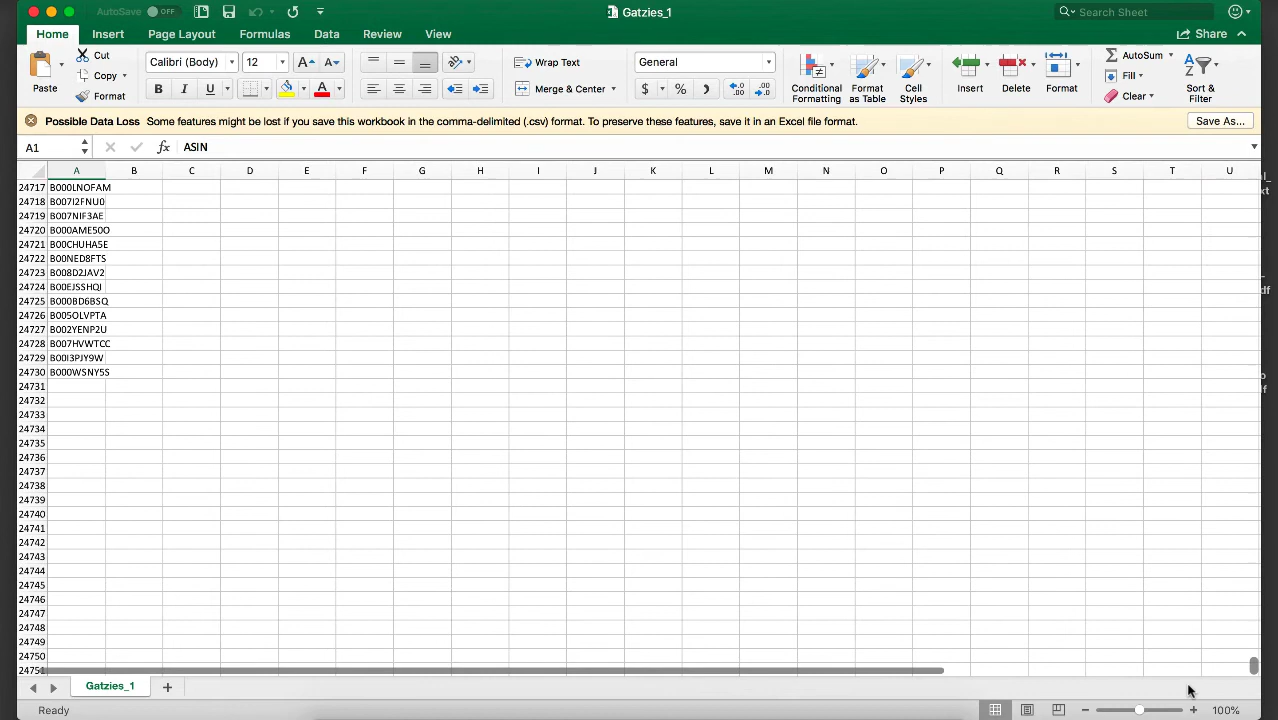 AutoSave OFF Gatzies_1 Search Sheet
Home Insert Page Layout Formulas Data Review View Share
Paste Cut Copy Format
Calibri (Body) 12 A A
B I U A
Wrap Text
Merge & Center
General
$ % ,
Conditional Formatting
Format as Table
Cell Styles
Insert Delete Format
AutoSum
Fill
Clear
Sort & Filter
Possible Data Loss Some features might be lost if you save this workbook in the comma-delimited (.csv) format. To preserve these features, save it in an Excel file format. Save As...
A1 fx ASIN
A B C D E F G H I J K L M N O P Q R S T U
24717 B000LNOFAM
24718 B007I2FNU0
24719 B007NIF3AE
24720 B000AME50O
24721 B00CHUHA5E
24722 B00NED8FTS
24723 B008D2JAV2
24724 B00EJSSHQI
24725 B000BD6BSQ
24726 B005OLVPTA
24727 B002YENP2U
24728 B007HVWTCC
24729 B00I3PJY9W
24730 B000WSNY5S
24731
24732
24733
24734
24735
24736
24737
24738
24739
24740
24741
24742
24743
24744
24745
24746
24747
24748
24749
24750
24751
Gatzies_1 +
Ready 100%